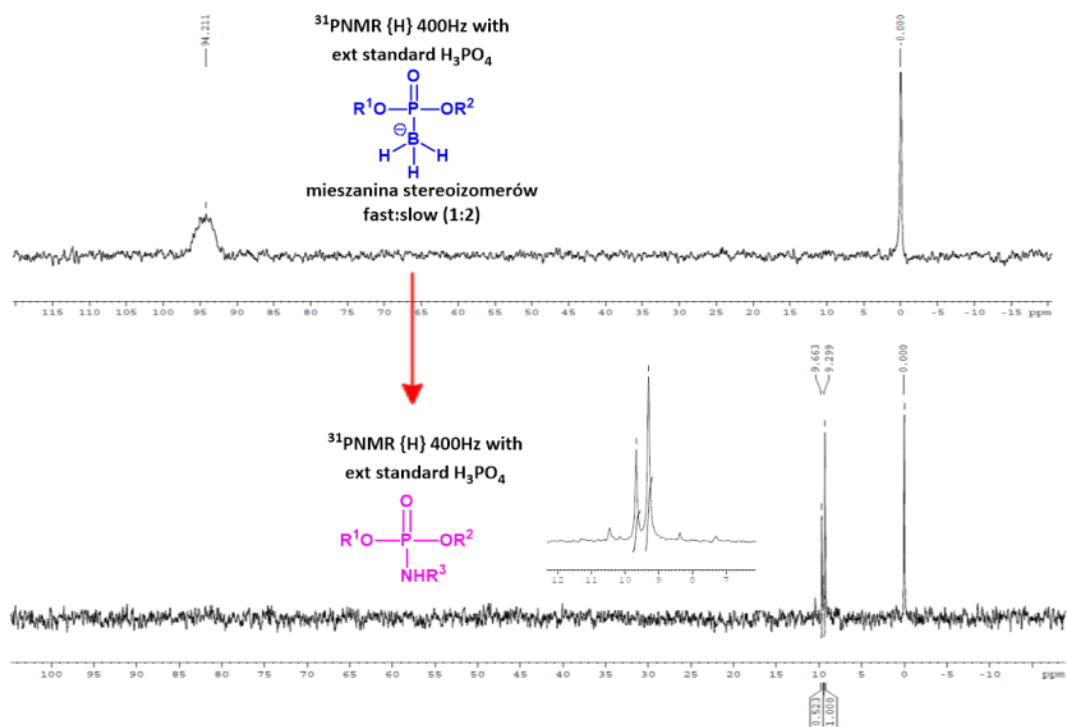 94.211
-0.000
³¹PNMR {H} 400Hz with
ext standard H₃PO₄
O
R¹O P OR²
⊖
B
H H
H
mieszanina stereoizomerów
fast:slow (1:2)
115 110 105 100 95 90 85 80 75 70 65 60 55 50 45 40 35 30 25 20 15 10 5 0 -5 -10 -15 ppm
9.663
9.299
0.000
³¹PNMR {H} 400Hz with
ext standard H₃PO₄
O
R¹O P OR²
NHR³
12 11 10 9 8 7
100 95 90 85 80 75 70 65 60 55 50 45 40 35 30 25 20 15 10 5 0 -5 -10 ppm
0.523
1.000